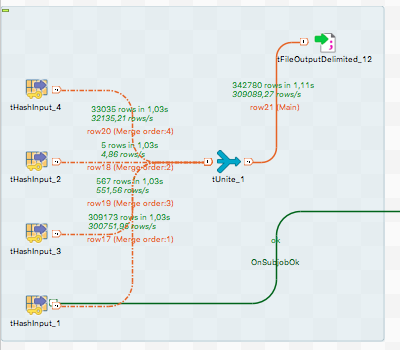 tFileOutputDelimited_12
342780 rows in 1,11s
309089,27 rows/s
row21 (Main)
tHashInput_4
33035 rows in 1,03s
32135,21 rows/s
row20 (Merge order:4)
5 rows in 1,03s
4,86 rows/s
tHashInput_2
row18 (Merge order:2)
tUnite_1
567 rows in 1,03s
551,56 rows/s
row19 (Merge order:3)
309173 rows in 1,03s
300751,95 rows/s
tHashInput_3
row17 (Merge order:1)
ok
OnSubjobOk
tHashInput_1